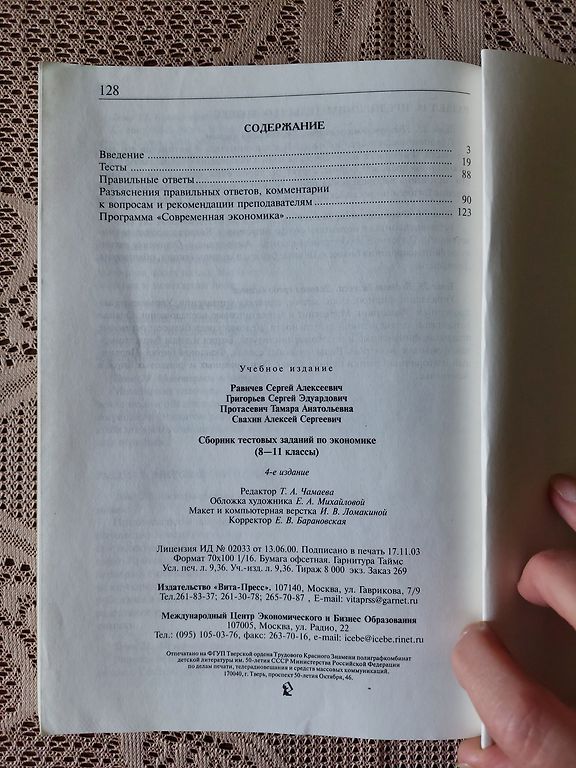 128
СОДЕРЖАНИЕ
Введение ........ 3
Тесты ........ 19
Правильные ответы ........ 88
Разъяснения правильных ответов, комментарии
к вопросам и рекомендации преподавателям ........ 90
Программа «Современная экономика» ........ 123
Учебное издание
Равичев Сергей Алексеевич
Григорьев Сергей Эдуардович
Протасевич Тамара Анатольевна
Свахин Алексей Сергеевич
Сборник тестовых заданий по экономике
(8—11 классы)
4-е издание
Редактор Т. А. Чамаева
Обложка художника Е. А. Михайловой
Макет и компьютерная верстка И. В. Ломакиной
Корректор Е. В. Барановская
Лицензия ИД № 02033 от 13.06.00. Подписано в печать 17.11.03
Формат 70х100 1/16. Бумага офсетная. Гарнитура Таймс
Усл. печ. л. 9,36. Уч.-изд. л. 9,36. Тираж 8 000 экз. Заказ 269
Издательство «Вита-Пресс». 107140, Москва, ул. Гаврикова, 7/9
Тел.261-83-37; 261-30-78; 265-70-87 , E-mail: vitaprss@garnet.ru
Международный Центр Экономического и Бизнес Образования
107005, Москва, ул. Радио, 22
Тел.: (095) 105-03-76, факс: 263-70-16, e-mail: icebe@icebe.rinet.ru
Отпечатано на ФГУП Тверской ордена Трудового Красного Знамени полиграфкомбинат
детской литературы им. 50-летия СССР Министерства Российской Федерации
по делам печати, телерадиовещания и средств массовых коммуникаций.
170040, г. Тверь, проспект 50-летия Октября, 46.